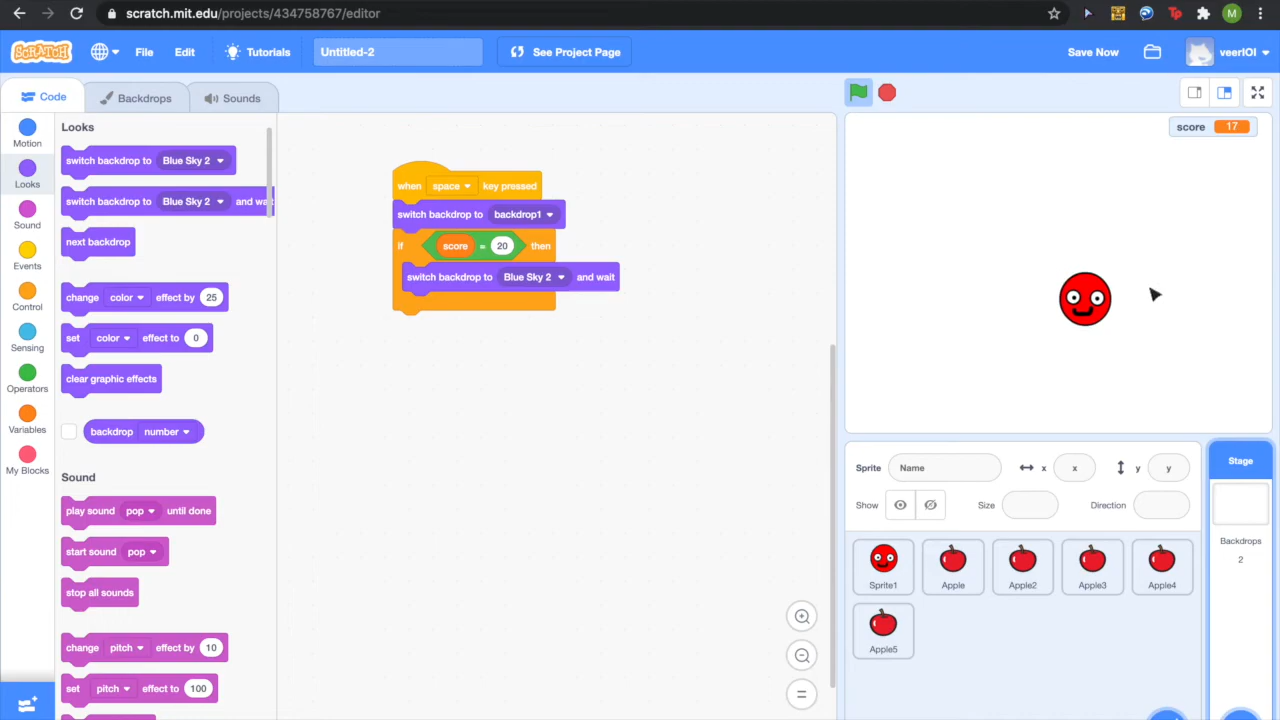 scratch.mit.edu/projects/434758767/editor
M
SCRATCH
File
Edit
Tutorials
Untitled-2
See Project Page
Save Now
Code
Backdrops
Sounds
Motion
Looks
Sound
Events
Control
Sensing
Operators
Variables
My Blocks
Looks
switch backdrop to Blue Sky 2
switch backdrop to Blue Sky 2 and wa
next backdrop
change color effect by 25
set color effect to 0
clear graphic effects
backdrop number
Sound
play sound pop until done
start sound pop
stop all sounds
change pitch effect by 10
set pitch effect to 100
when space key pressed
switch backdrop to backdrop1
if score = 20 then
switch backdrop to Blue Sky 2 and wait
score 17
Sprite Name x x y y
Show Size Direction
Sprite1
Apple
Apple2
Apple3
Apple4
Apple5
Stage
Backdrops
2